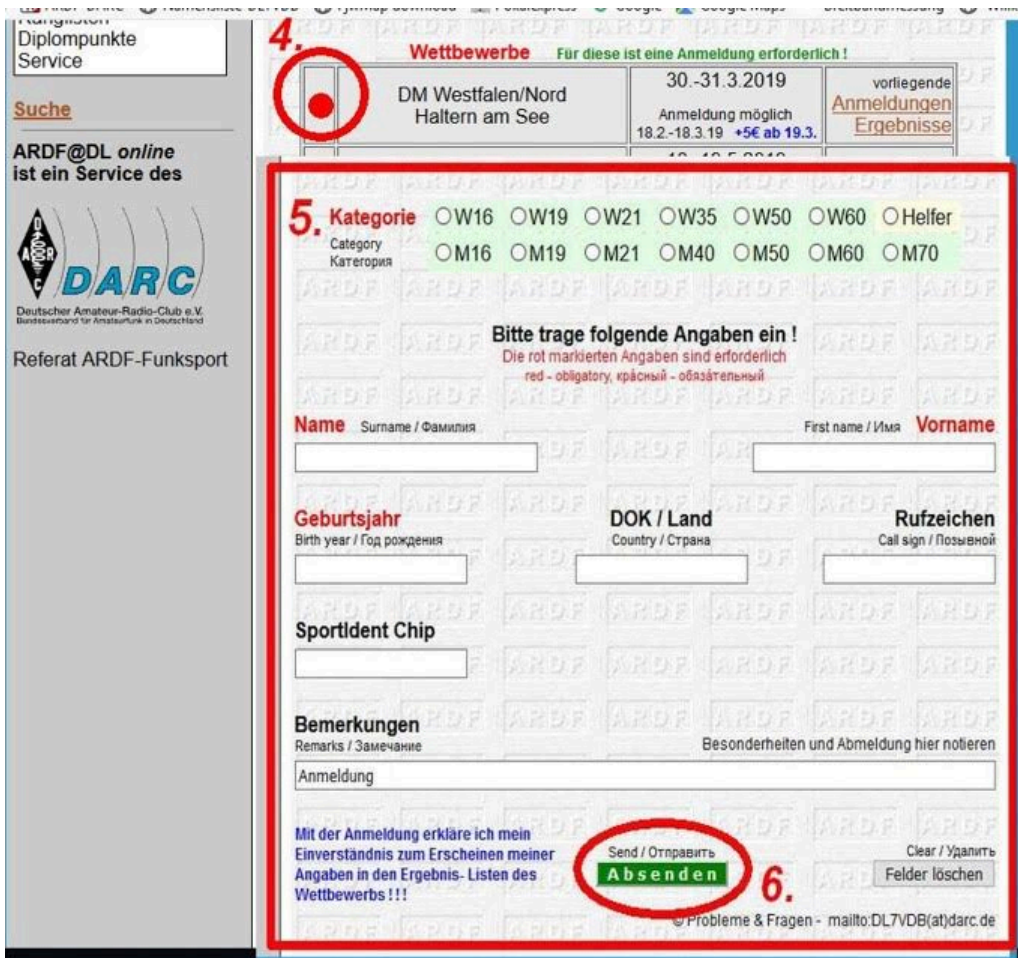 Diplompunkte
Service
Suche
ARDF@DL online
ist ein Service des
DARC
Deutscher Amateur-Radio-Club e.V.
Bundesverband für Amateurfunk in Deutschland
Referat ARDF-Funksport
4.
Wettbewerbe Für diese ist eine Anmeldung erforderlich !
DM Westfalen/Nord
Haltern am See
30.-31.3.2019
Anmeldung möglich
18.2.-18.3.19 +5€ ab 19.3.
vorliegende
Anmeldungen
Ergebnisse
5. Kategorie W16 W19 W21 W35 W50 W60 Helfer
Category
Категория
M16 M19 M21 M40 M50 M60 M70
Bitte trage folgende Angaben ein !
Die rot markierten Angaben sind erforderlich
red - obligatory, крáсный - обязáтельный
Name Surname / Фамилия First name / Имя Vorname
Geburtsjahr DOK / Land Rufzeichen
Birth year / Год рождения Country / Страна Call sign / Позывной
SportIdent Chip
Bemerkungen
Remarks / Замечание Besonderheiten und Abmeldung hier notieren
Anmeldung
Mit der Anmeldung erkläre ich mein
Einverständnis zum Erscheinen meiner
Angaben in den Ergebnis- Listen des
Wettbewerbs !!!
Send / Отправить
Absenden
6.
Clear / Удалить
Felder löschen
© Probleme & Fragen - mailto:DL7VDB(at)darc.de